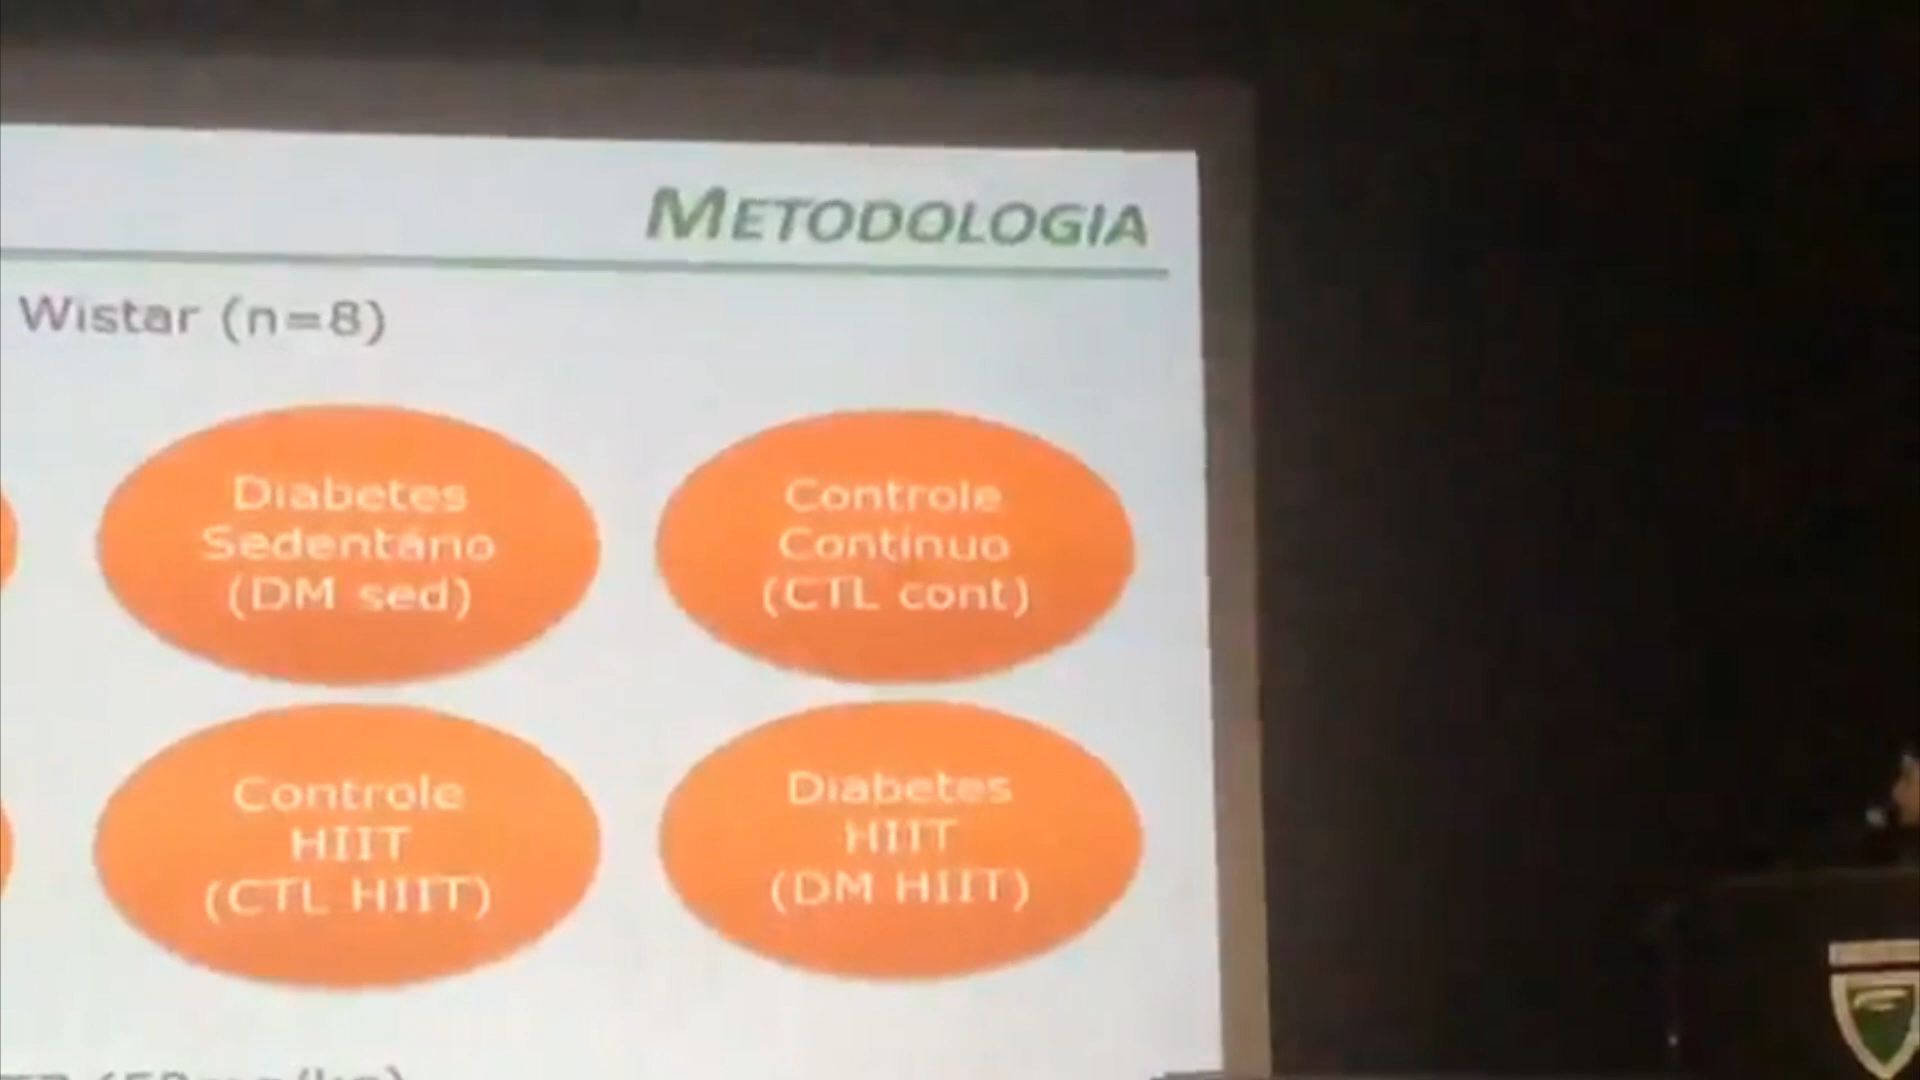 METODOLOGIA
Wistar (n=8)
Diabetes
Sedentário
(DM sed)
Controle
Contínuo
(CTL cont)
Controle
HIIT
(CTL HIIT)
Diabetes
HIIT
(DM HIIT)